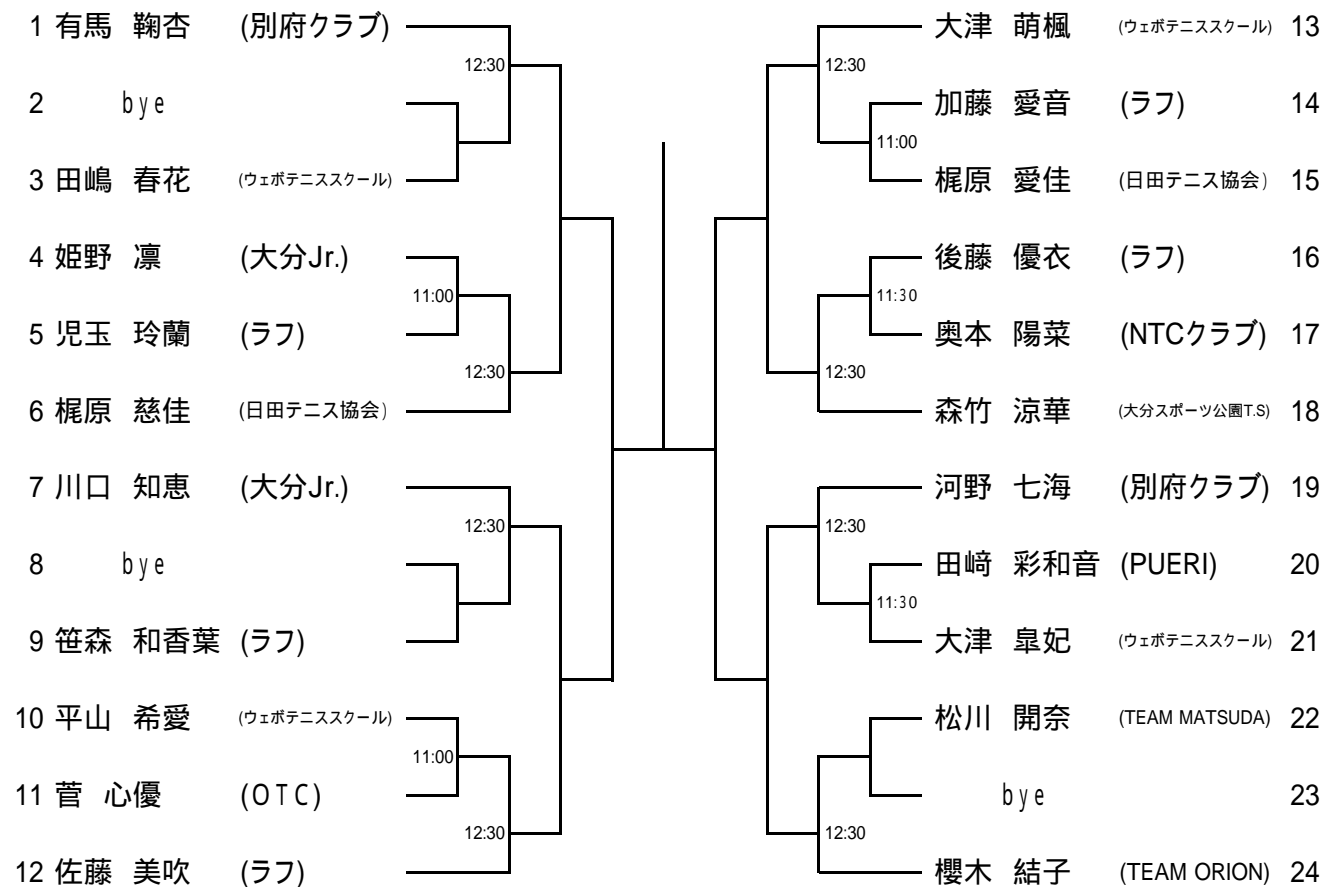 1 有馬 鞠杏 (別府クラブ) 大津 萌楓 (ウェボテニススクール) 13
12:30 12:30
2 bye 加藤 愛音 (ラフ) 14
11:00
3 田嶋 春花 (ウェボテニススクール) 梶原 愛佳 (日田テニス協会) 15
4 姫野 凛 (大分Jr.) 後藤 優衣 (ラフ) 16
11:00 11:30
5 児玉 玲蘭 (ラフ) 奥本 陽菜 (NTCクラブ) 17
12:30 12:30
6 梶原 慈佳 (日田テニス協会) 森竹 涼華 (大分スポーツ公園T.S) 18
7 川口 知恵 (大分Jr.) 河野 七海 (別府クラブ) 19
12:30 12:30
8 bye 田﨑 彩和音 (PUERI) 20
11:30
9 笹森 和香葉 (ラフ) 大津 皐妃 (ウェボテニススクール) 21
10 平山 希愛 (ウェボテニススクール) 松川 開奈 (TEAM MATSUDA) 22
11:00
11 菅 心優 (OTC) bye 23
12:30 12:30
12 佐藤 美吹 (ラフ) 櫻木 結子 (TEAM ORION) 24